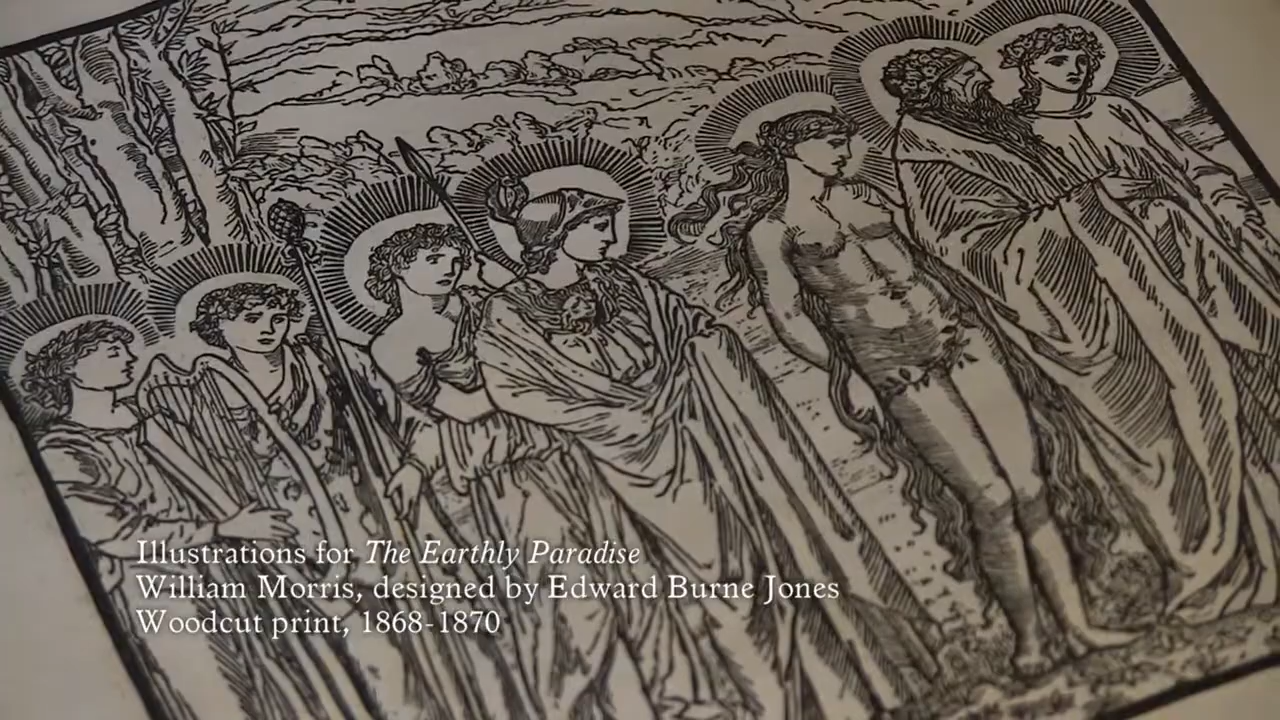 Illustrations for The Earthly Paradise
William Morris, designed by Edward Burne Jones
Woodcut print, 1868-1870